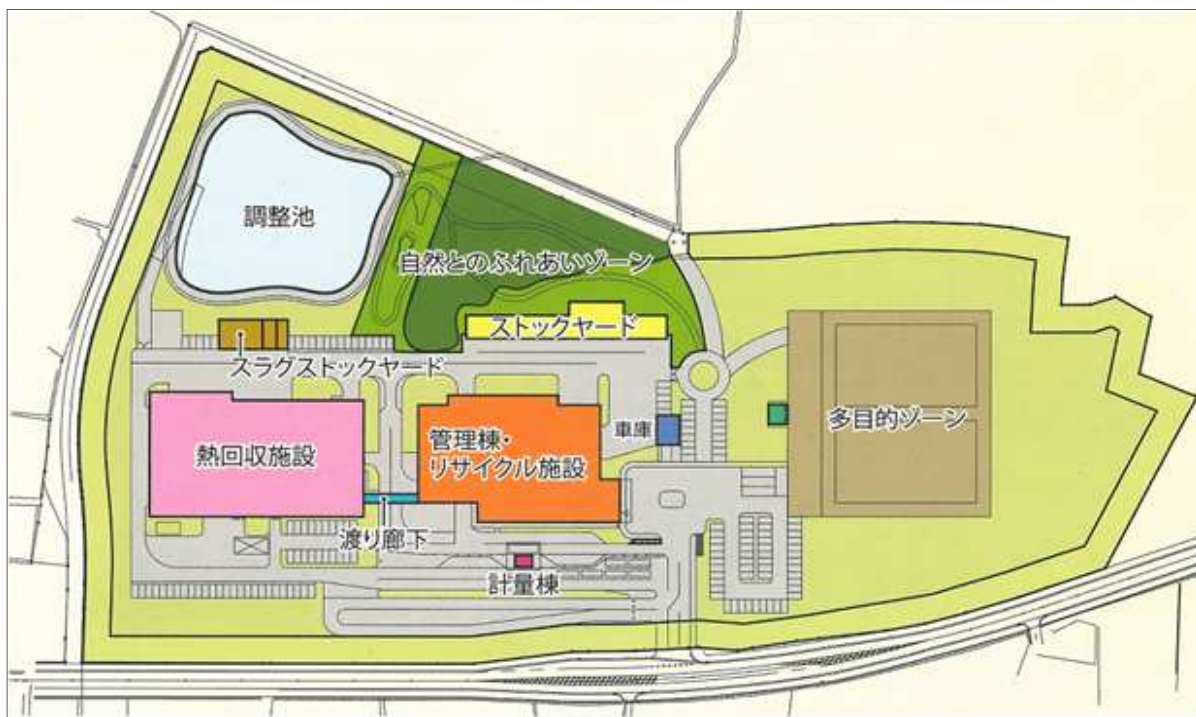 調整池
自然とのふれあいゾーン
ストックヤード
スラグストックヤード
熱回収施設
管理棟・
リサイクル施設
車庫
多目的ゾーン
渡り廊下
計量棟